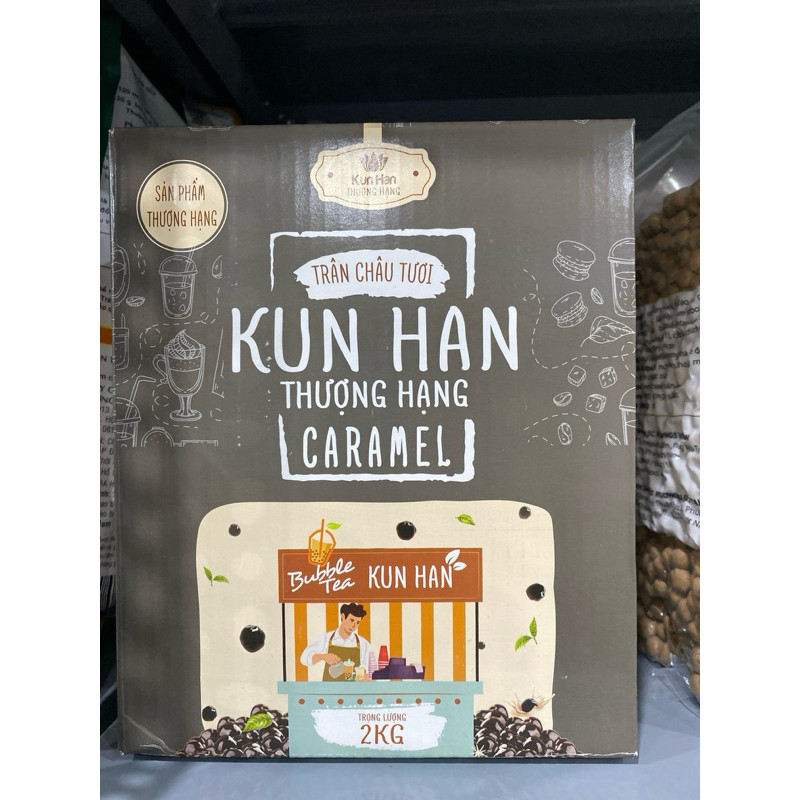 Kun Han
THƯỢNG HẠNG
SẢN PHẨM
THƯỢNG HẠNG
TRÂN CHÂU TƯƠI
KUN HAN
THƯỢNG HẠNG
CARAMEL
Bubble
Tea
KUN HAN
TRỌNG LƯỢNG
2KG